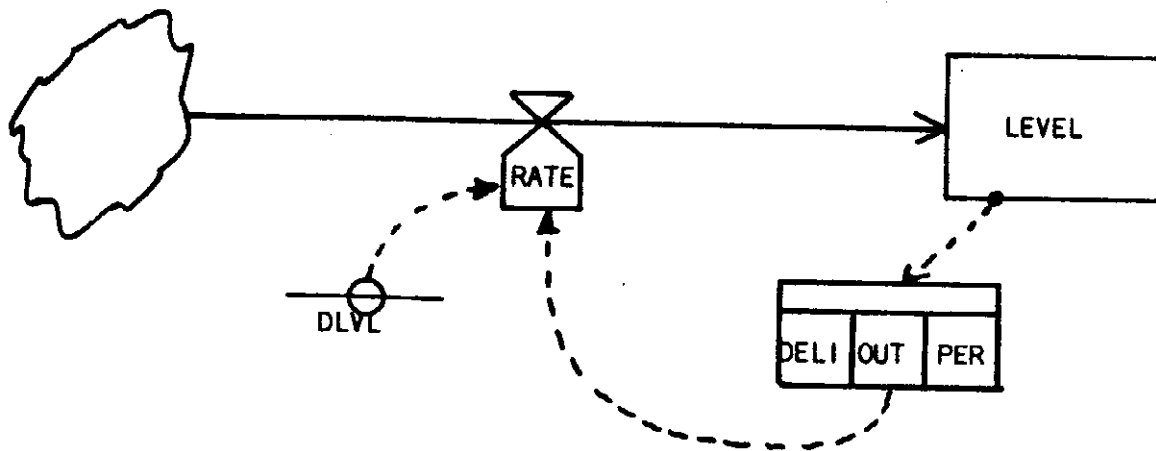 LEVEL
RATE
DLVL
DELI OUT PER